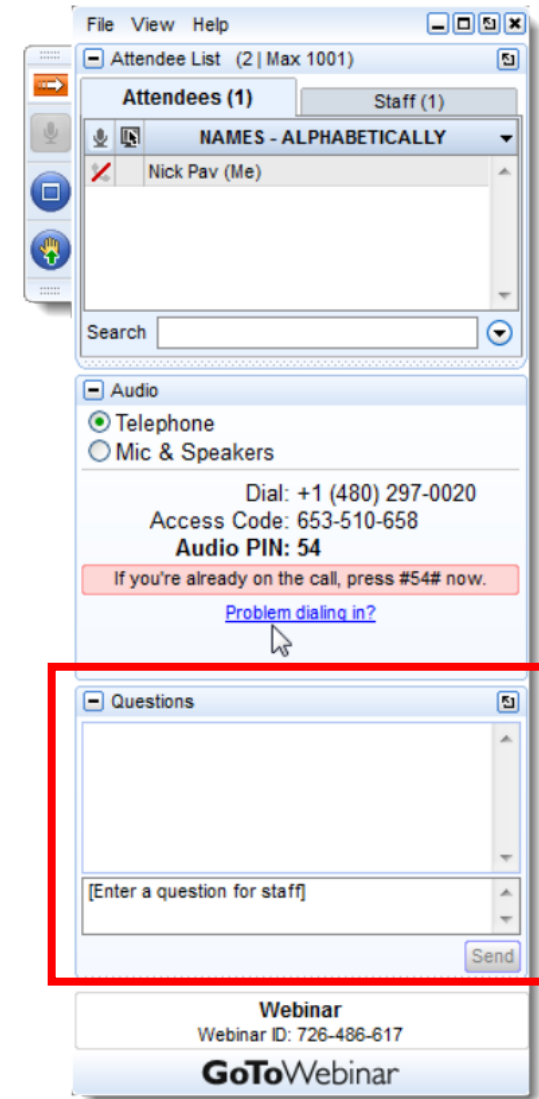 File View Help
Attendee List (2 | Max 1001)
Attendees (1) Staff (1)
NAMES - ALPHABETICALLY
Nick Pav (Me)
Search
Audio
Telephone
Mic & Speakers
Dial: +1 (480) 297-0020
Access Code: 653-510-658
Audio PIN: 54
If you're already on the call, press #54# now.
Problem dialing in?
Questions
[Enter a question for staff]
Send
Webinar
Webinar ID: 726-486-617
GoToWebinar